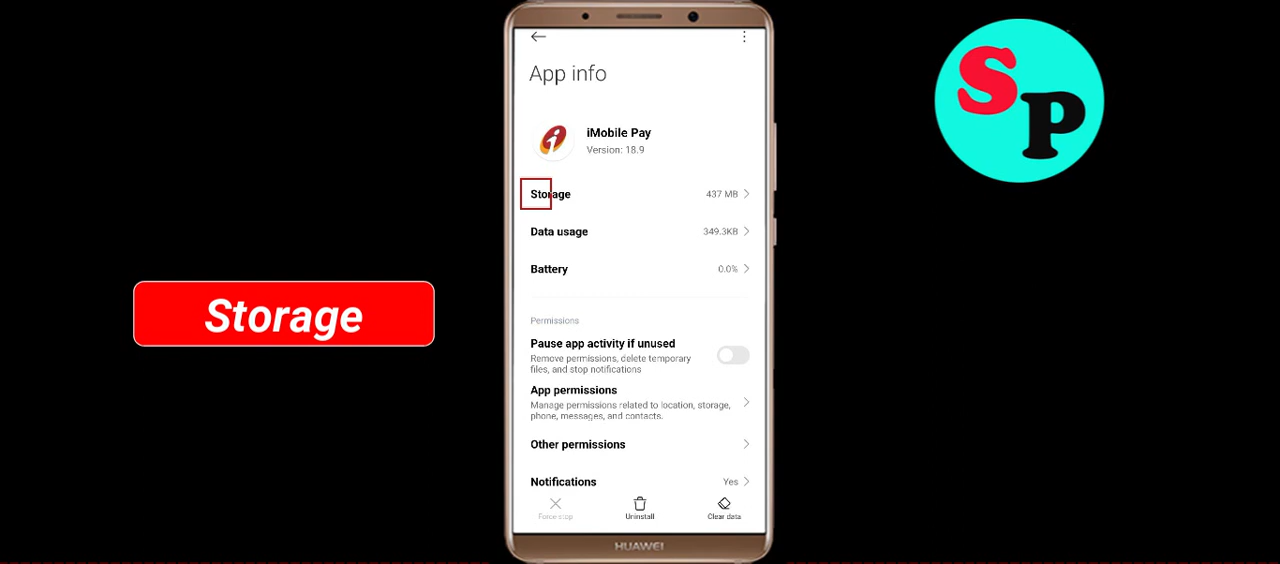 App info
iMobile Pay
Version: 18.9
Storage 437 MB
Data usage 349.3KB
Battery 0.0%
Permissions
Pause app activity if unused
Remove permissions, delete temporary
files, and stop notifications
App permissions
Manage permissions related to location, storage,
phone, messages, and contacts.
Other permissions
Notifications Yes
Force stop Uninstall Clear data
HUAWEI
Storage
SP